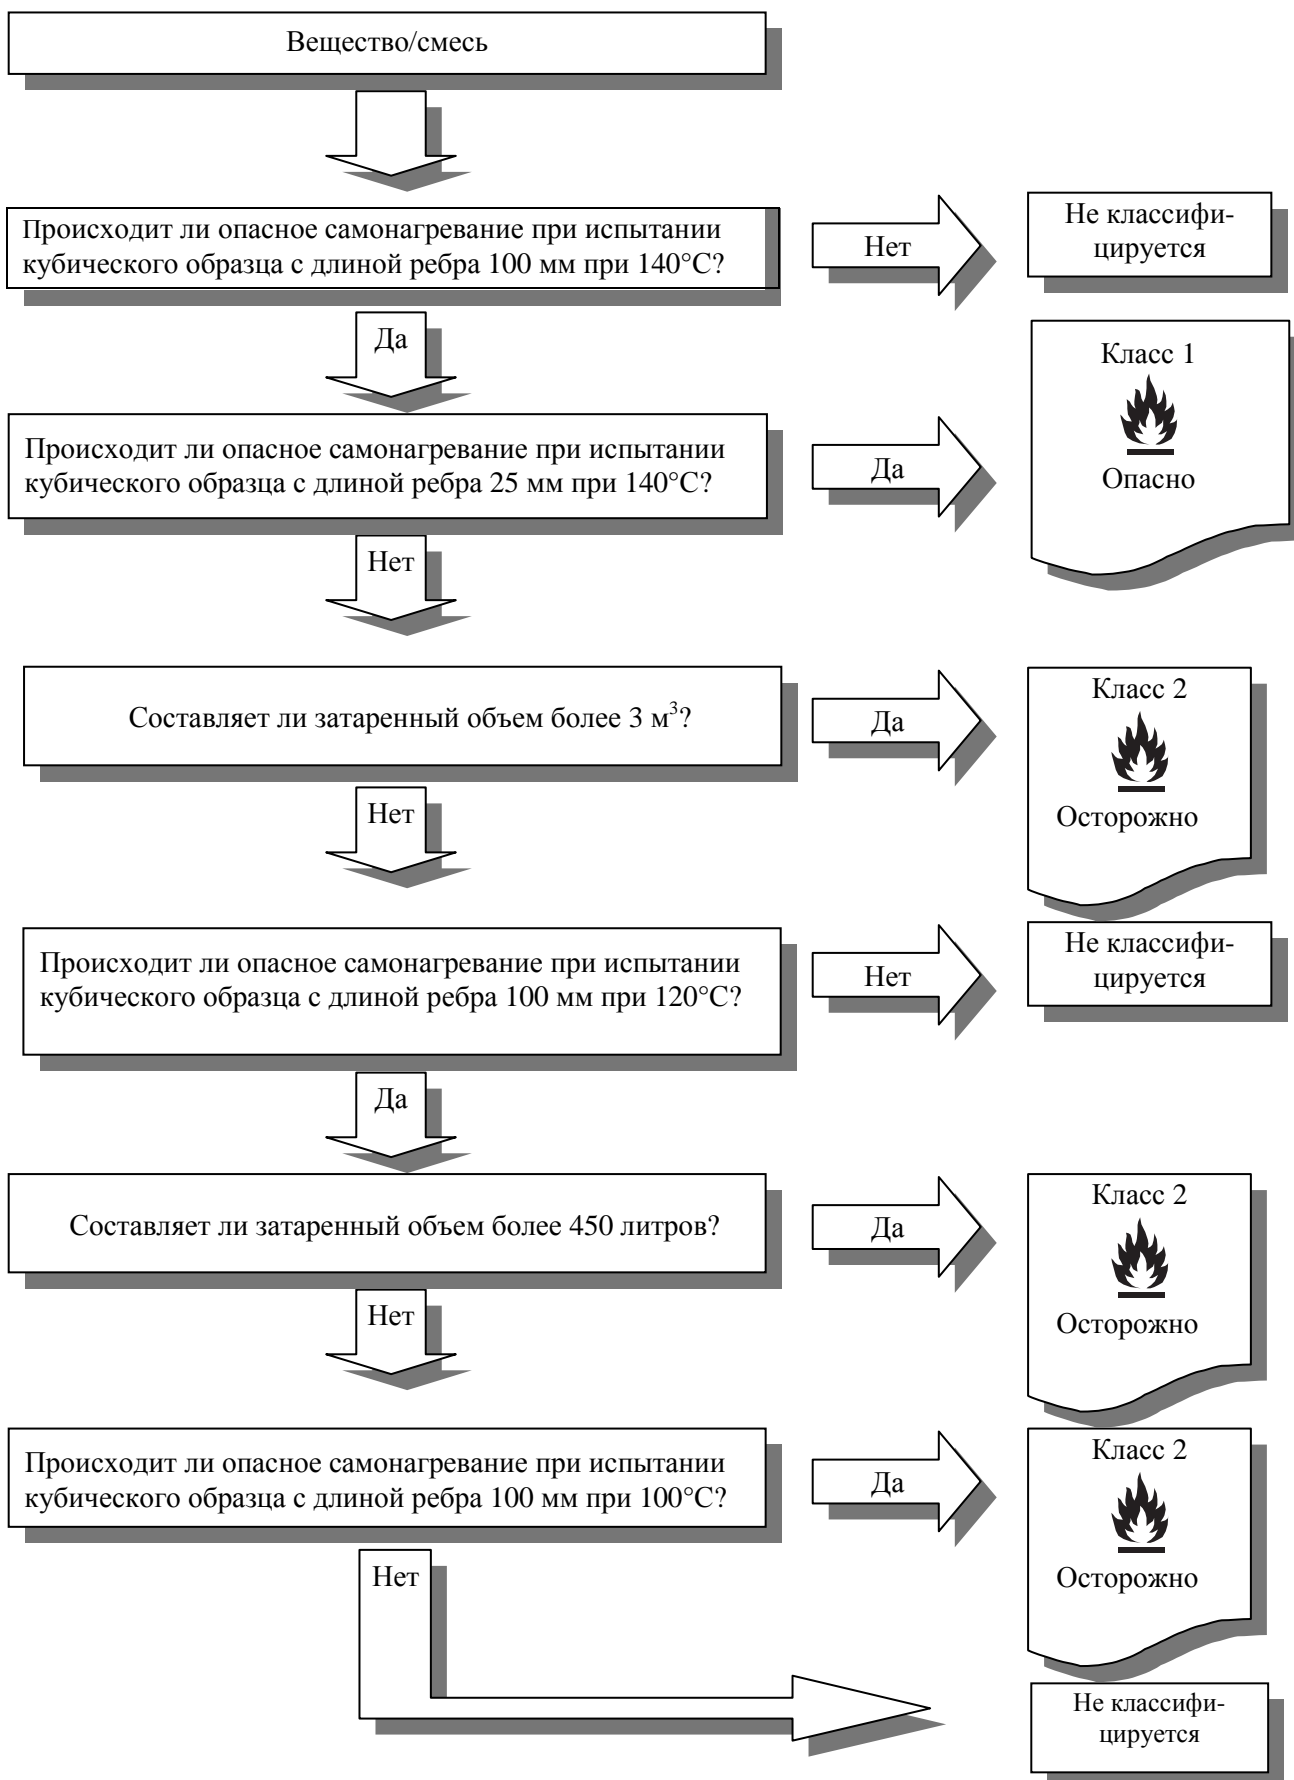 Вещество/смесь
Происходит ли опасное самонагревание при испытании
кубического образца с длиной ребра 100 мм при 140°C?
Нет
Не классифи-
цируется
Да
Класс 1
Опасно
Происходит ли опасное самонагревание при испытании
кубического образца с длиной ребра 25 мм при 140°C?
Да
Нет
Составляет ли затаренный объем более 3 м³?
Да
Класс 2
Осторожно
Нет
Происходит ли опасное самонагревание при испытании
кубического образца с длиной ребра 100 мм при 120°C?
Нет
Не классифи-
цируется
Да
Составляет ли затаренный объем более 450 литров?
Да
Класс 2
Осторожно
Нет
Происходит ли опасное самонагревание при испытании
кубического образца с длиной ребра 100 мм при 100°C?
Да
Класс 2
Осторожно
Нет
Не классифи-
цируется